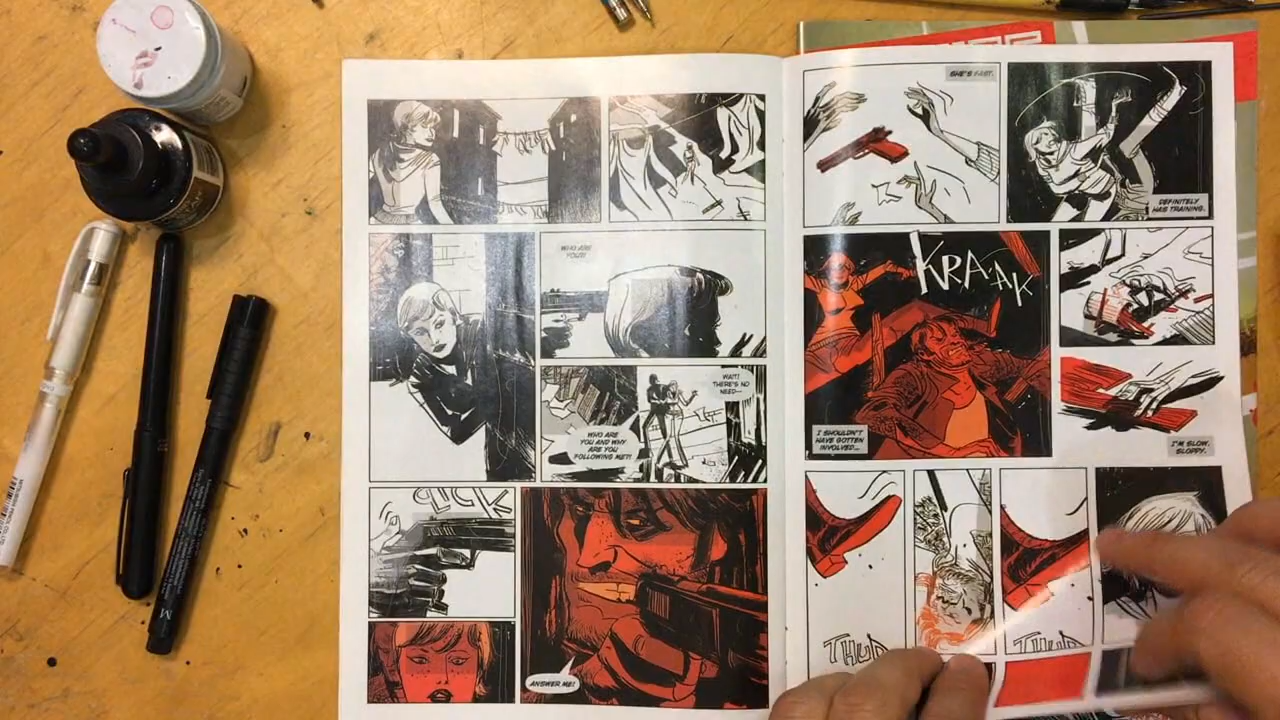 WHO ARE
YOU?
WAIT!
THERE'S NO
NEED—
WHO ARE
YOU AND WHY
ARE YOU
FOLLOWING ME?!
CLICK
ANSWER ME!
SHE'S FAST.
DEFINITELY
HAS TRAINING.
KRAAK
I SHOULDN'T
HAVE GOTTEN
INVOLVED...
I'M SLOW.
SLOPPY.
THUD
THUD
M